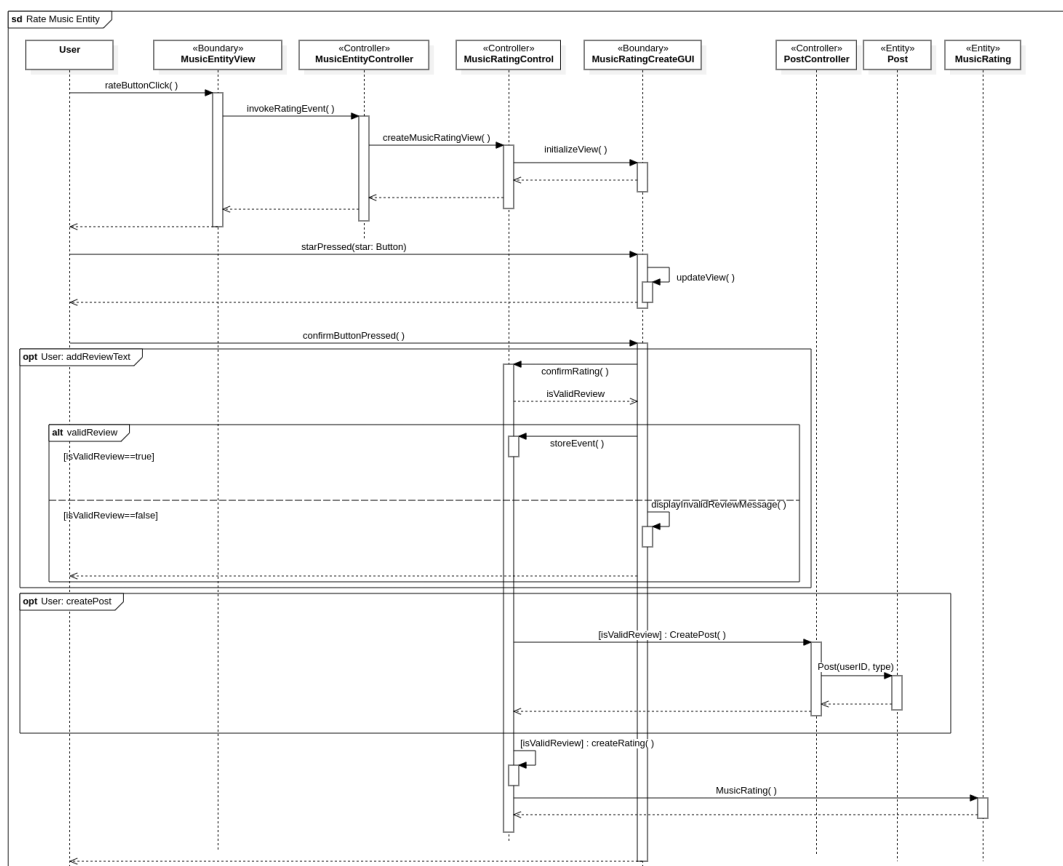 sd Rate Music Entity
User
«Boundary»
MusicEntityView
«Controller»
MusicEntityController
«Controller»
MusicRatingControl
«Boundary»
MusicRatingCreateGUI
«Controller»
PostController
«Entity»
Post
«Entity»
MusicRating
rateButtonClick( )
invokeRatingEvent( )
createMusicRatingView( )
initializeView( )
starPressed(star: Button)
updateView( )
confirmButtonPressed( )
opt User: addReviewText
confirmRating( )
isValidReview
alt validReview
storeEvent( )
[isValidReview==true]
displayInvalidReviewMessage( )
[isValidReview==false]
opt User: createPost
[isValidReview] : CreatePost( )
Post(userID, type)
[isValidReview] : createRating( )
MusicRating( )